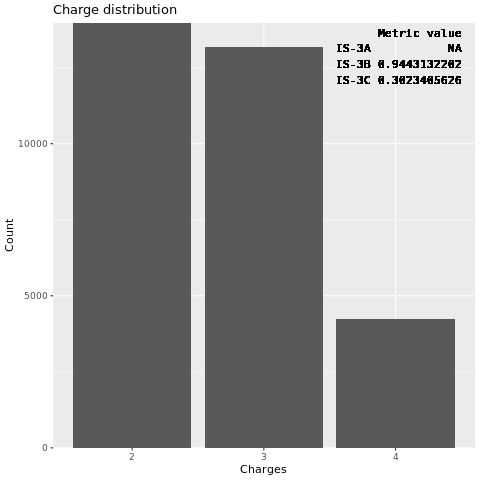 Charge distribution
Metric value
IS-3A NA
IS-3B 0.9443132202
IS-3C 0.3023405626
10000
5000
0
Count
2 3 4
Charges